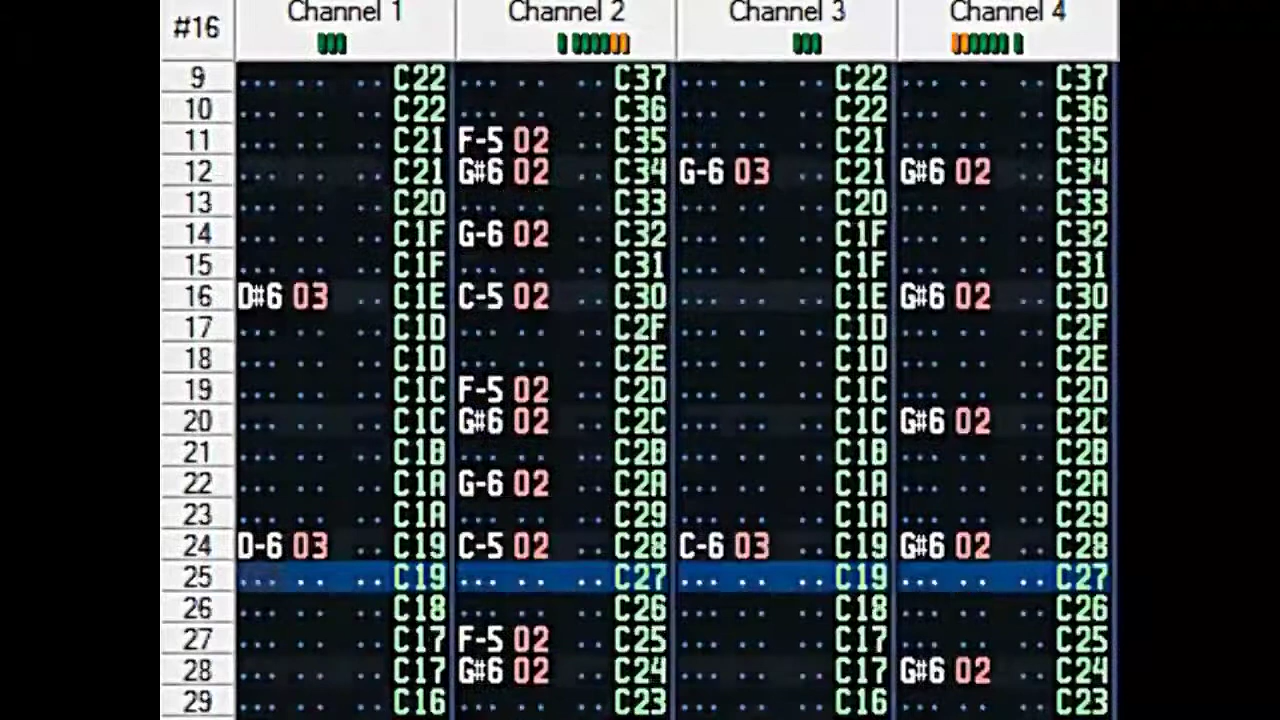 #16 Channel 1 Channel 2 Channel 3 Channel 4
9 ... .. .. C22 ... .. .. C37 ... .. .. C22 ... .. .. C37
10 ... .. .. C22 ... .. .. C36 ... .. .. C22 ... .. .. C36
11 ... .. .. C21 F-5 02 .. C35 ... .. .. C21 ... .. .. C35
12 ... .. .. C21 G#6 02 .. C34 G-6 03 .. C21 G#6 02 .. C34
13 ... .. .. C20 ... .. .. C33 ... .. .. C20 ... .. .. C33
14 ... .. .. C1F G-6 02 .. C32 ... .. .. C1F ... .. .. C32
15 ... .. .. C1F ... .. .. C31 ... .. .. C1F ... .. .. C31
16 D#6 03 .. C1E C-5 02 .. C30 ... .. .. C1E G#6 02 .. C30
17 ... .. .. C1D ... .. .. C2F ... .. .. C1D ... .. .. C2F
18 ... .. .. C1D ... .. .. C2E ... .. .. C1D ... .. .. C2E
19 ... .. .. C1C F-5 02 .. C2D ... .. .. C1C ... .. .. C2D
20 ... .. .. C1C G#6 02 .. C2C ... .. .. C1C G#6 02 .. C2C
21 ... .. .. C1B ... .. .. C2B ... .. .. C1B ... .. .. C2B
22 ... .. .. C1A G-6 02 .. C2A ... .. .. C1A ... .. .. C2A
23 ... .. .. C1A ... .. .. C29 ... .. .. C1A ... .. .. C29
24 D-6 03 .. C19 C-5 02 .. C28 C-6 03 .. C19 G#6 02 .. C28
25 ... .. .. C19 ... .. .. C27 ... .. .. C19 ... .. .. C27
26 ... .. .. C18 ... .. .. C26 ... .. .. C18 ... .. .. C26
27 ... .. .. C17 F-5 02 .. C25 ... .. .. C17 ... .. .. C25
28 ... .. .. C17 G#6 02 .. C24 ... .. .. C17 G#6 02 .. C24
29 ... .. .. C16 ... .. .. C23 ... .. .. C16 ... .. .. C23